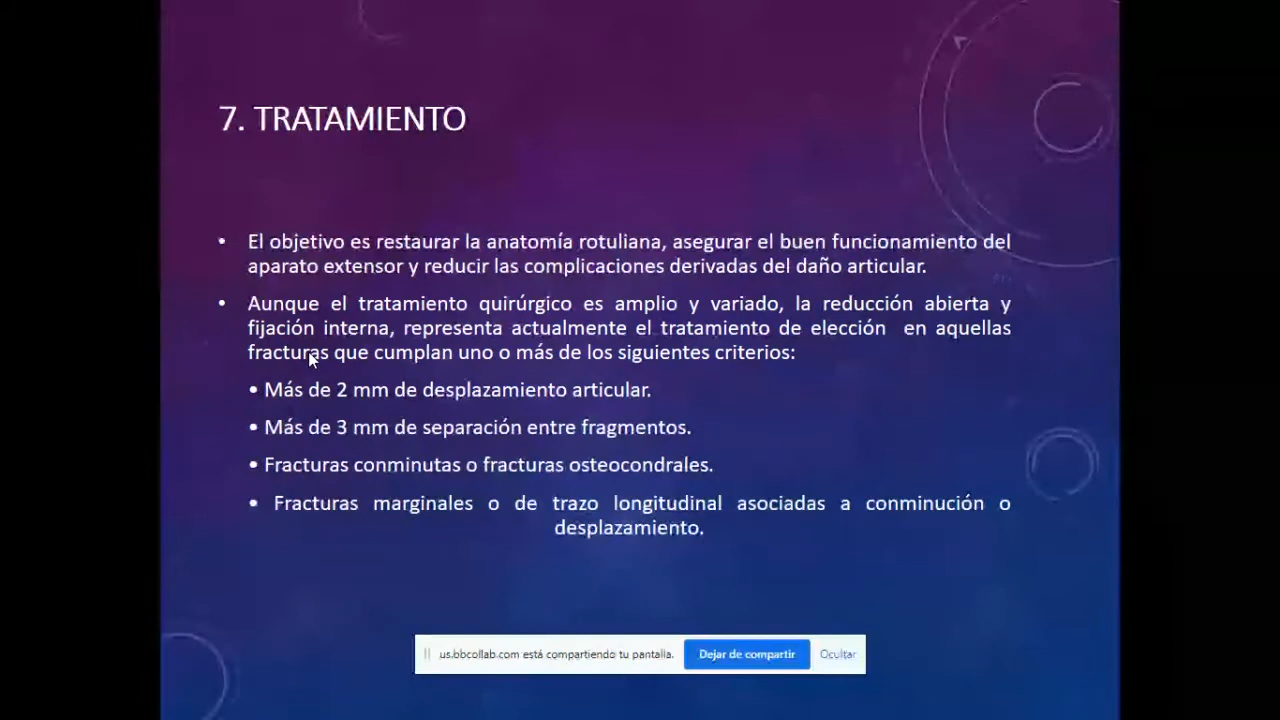 7. TRATAMIENTO
• El objetivo es restaurar la anatomía rotuliana, asegurar el buen funcionamiento del
aparato extensor y reducir las complicaciones derivadas del daño articular.
• Aunque el tratamiento quirúrgico es amplio y variado, la reducción abierta y
fijación interna, representa actualmente el tratamiento de elección en aquellas
fracturas que cumplan uno o más de los siguientes criterios:
• Más de 2 mm de desplazamiento articular.
• Más de 3 mm de separación entre fragmentos.
• Fracturas conminutas o fracturas osteocondrales.
• Fracturas marginales o de trazo longitudinal asociadas a conminución o
desplazamiento.
us.bbcollab.com está compartiendo tu pantalla. Dejar de compartir Ocultar